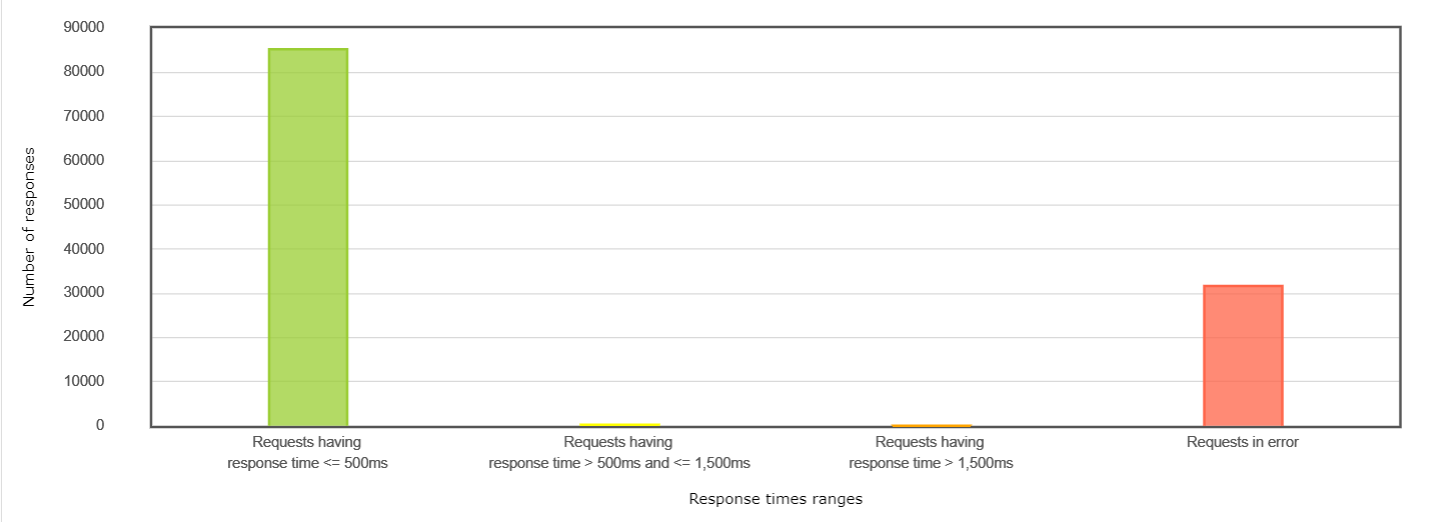 90000
80000
70000
60000
50000
40000
30000
20000
10000
0
Number of responses
Requests having
response time <= 500ms
Requests having
response time > 500ms and <= 1,500ms
Requests having
response time > 1,500ms
Requests in error
Response times ranges